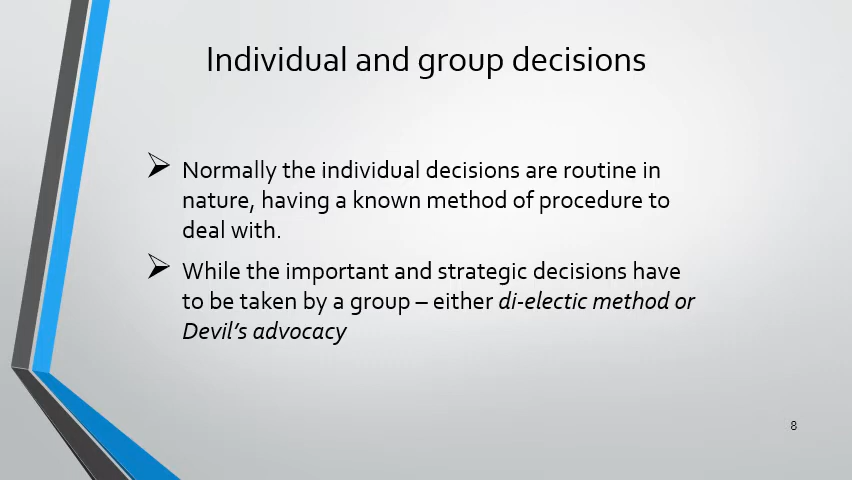 Individual and group decisions
Normally the individual decisions are routine in
nature, having a known method of procedure to
deal with.
While the important and strategic decisions have
to be taken by a group – either di-electic method or
Devil’s advocacy
8